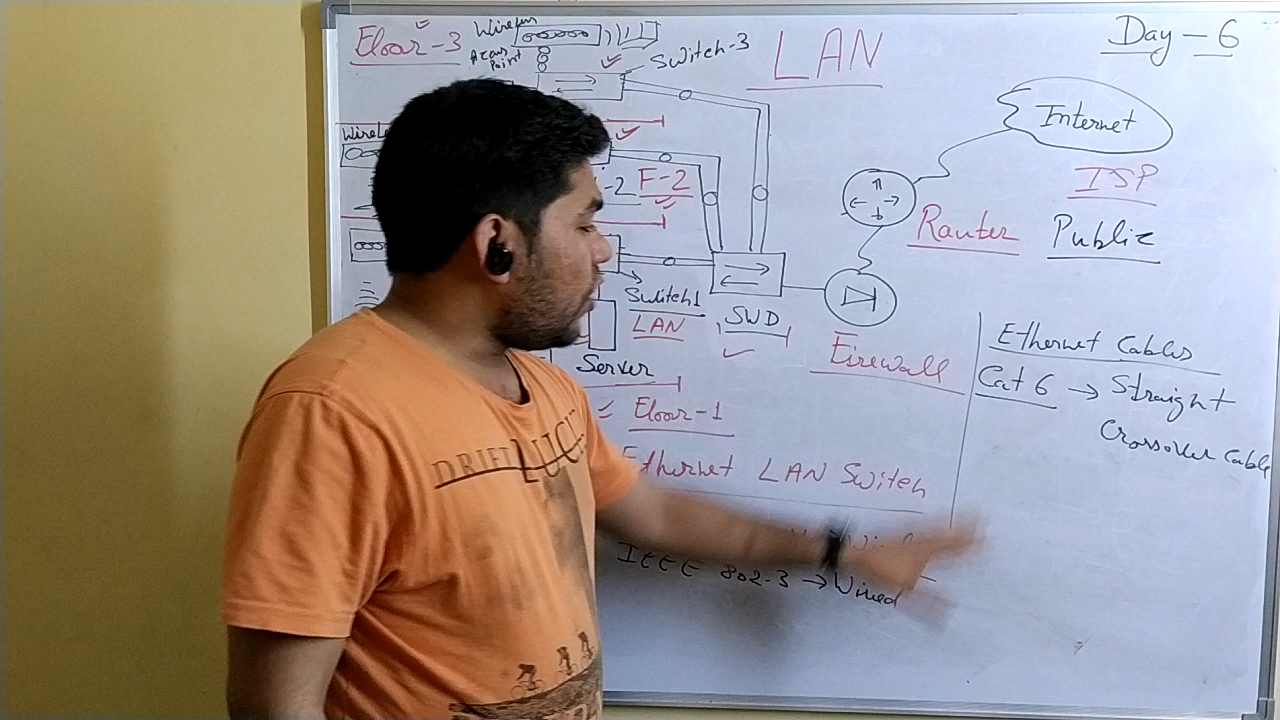 Floor-3
Wireless
Access
Point
Switch-3
LAN
Day-6
Internet
ISP
Router
Public
F-2
Switch1
LAN
SWD
Server
Firewall
Floor-1
Ethernet LAN Switch
IEEE 802.3 → Wired
Ethernet Cables
Cat 6 → Straight
Crossover Cable
DRIFT
LUCH